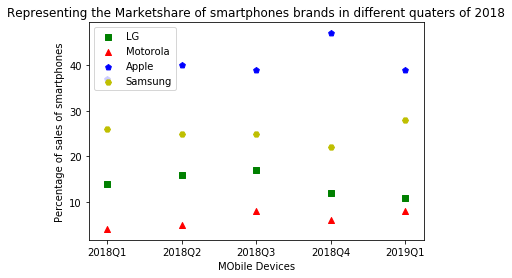 Representing the Marketshare of smartphones brands in different quaters of 2018
LG
Motorola
Apple
Samsung
Percentage of sales of smartphones
40
30
20
10
2018Q1 2018Q2 2018Q3 2018Q4 2019Q1
MObile Devices